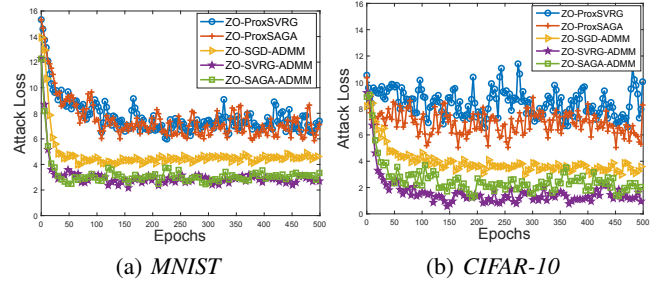 16
14
12
10
8
6
4
2
0
Attack Loss
0 50 100 150 200 250 300 350 400 450 500
Epochs
ZO-ProxSVRG
ZO-ProxSAGA
ZO-SGD-ADMM
ZO-SVRG-ADMM
ZO-SAGA-ADMM
(a) MNIST
16
14
12
10
8
6
4
2
0
Attack Loss
0 50 100 150 200 250 300 350 400 450 500
Epochs
ZO-ProxSVRG
ZO-ProxSAGA
ZO-SGD-ADMM
ZO-SVRG-ADMM
ZO-SAGA-ADMM
(b) CIFAR-10